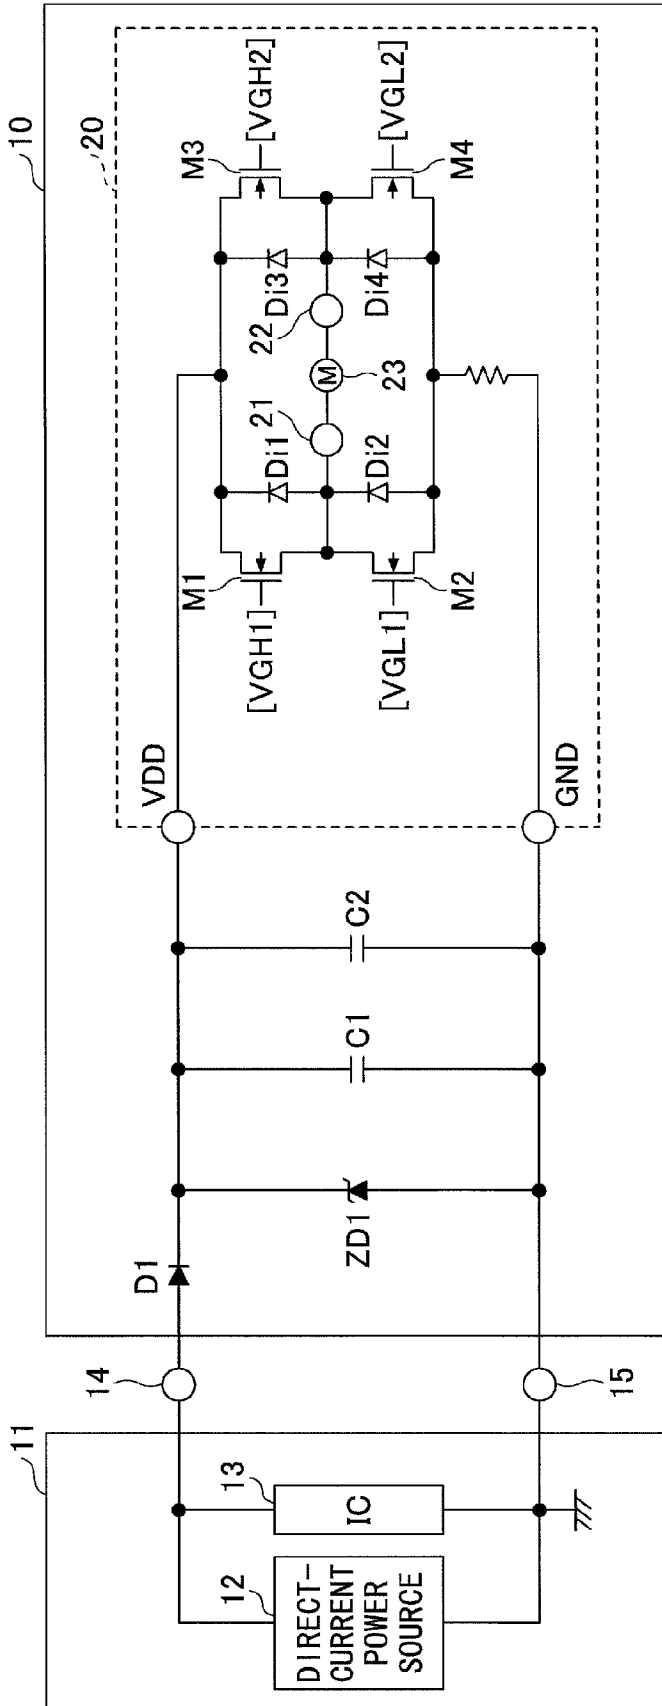 10
20
M3
[VGH2]
[VGL2]
M4
Di3
Di4
22
23
M
21
Di1
Di2
M1
[VGH1]
[VGL1]
M2
VDD
GND
C2
C1
ZD1
D1
14
15
11
13
IC
12
DIRECT-
CURRENT
POWER
SOURCE